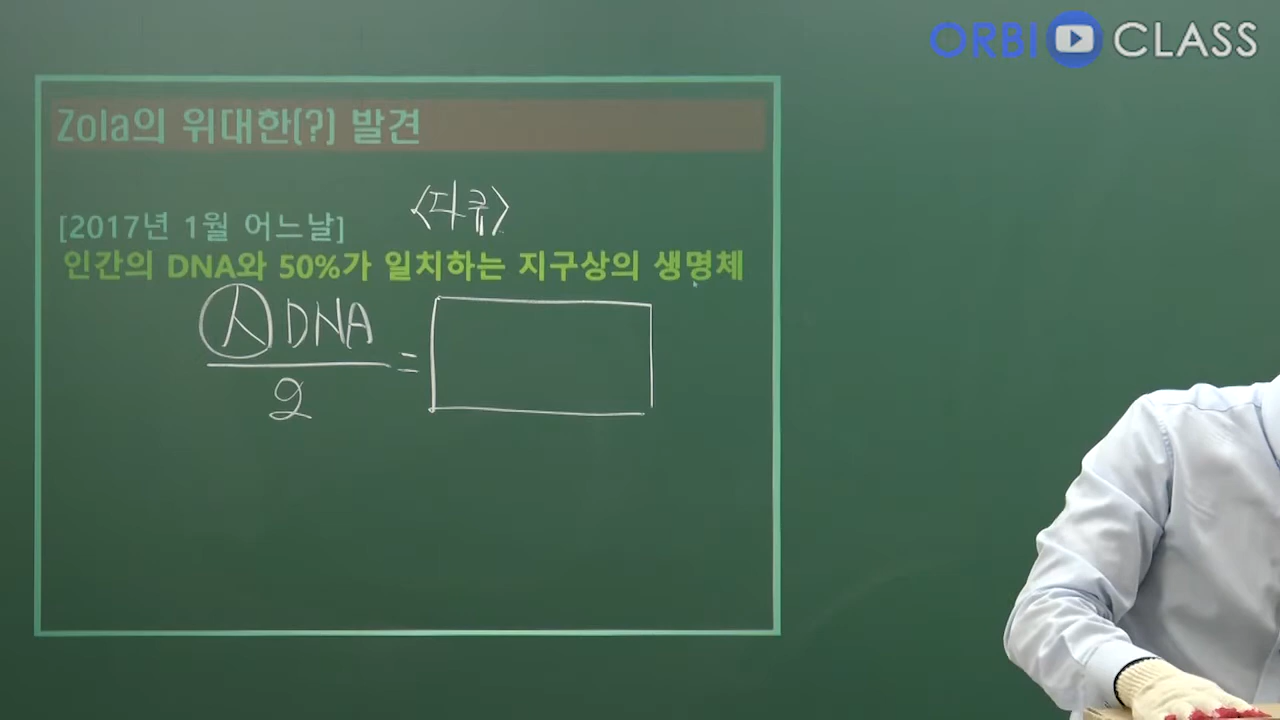 ORBI CLASS
Zola의 위대한(?) 발견
<다큐>
[2017년 1월 어느날]
인간의 DNA와 50%가 일치하는 지구상의 생명체
人 DNA
=
2